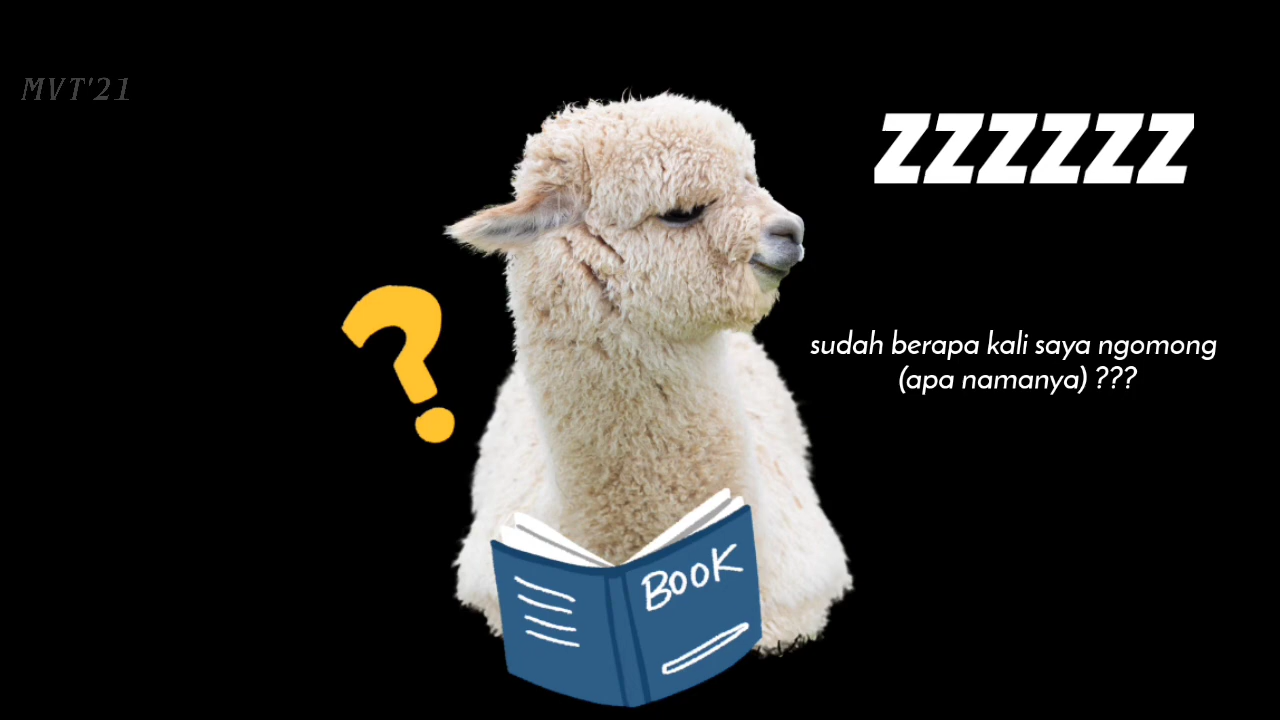 MVT'21
ZZZZZZ
sudah berapa kali saya ngomong
(apa namanya) ???
?
BOOK